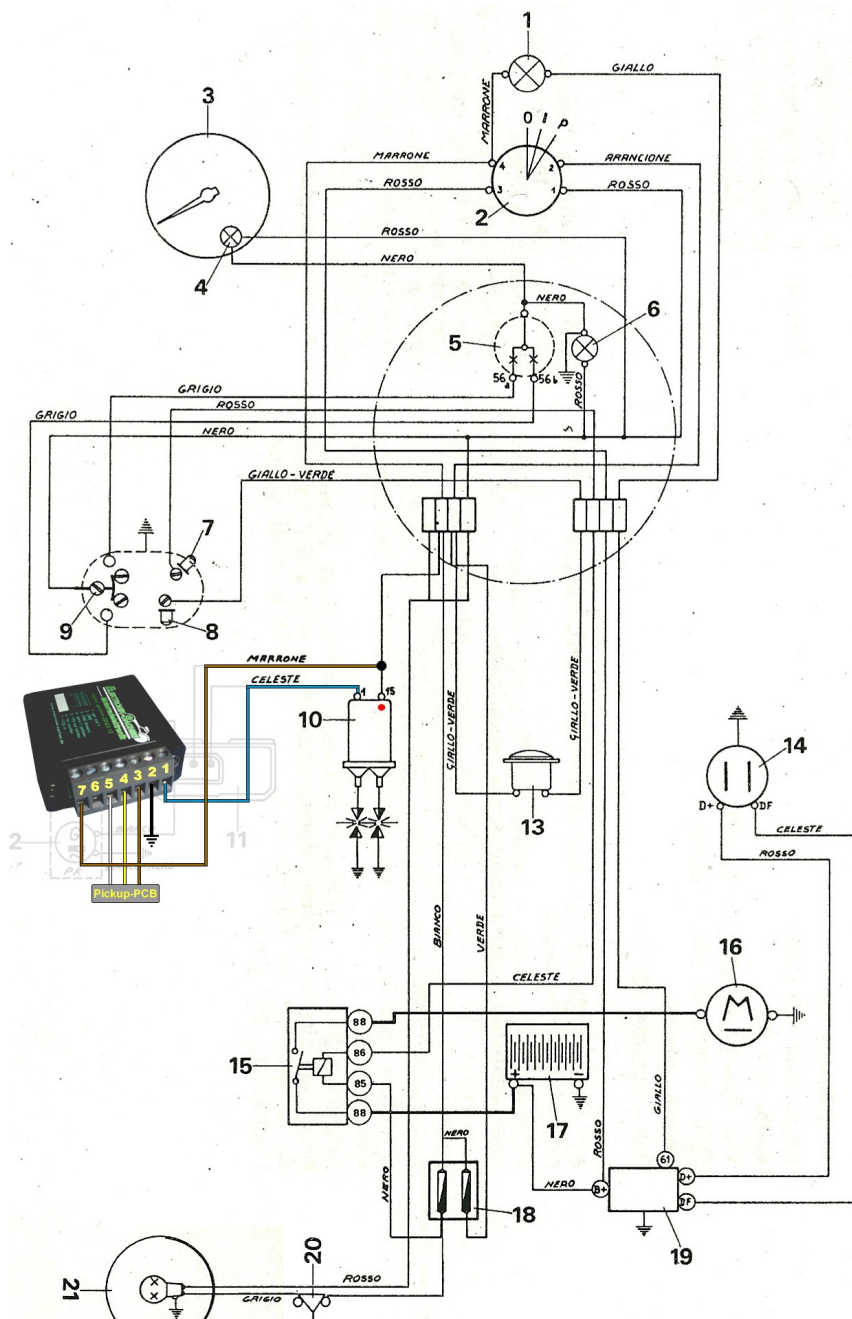 1
GIALLO
MARRONE
0 1 P
3
MARRONE
4
2
ARANCIONE
ROSSO
3
1
ROSSO
2
ROSSO
NERO
4
NERO
6
5
56a
56b
ROSSO
GRIGIO
ROSSO
GRIGIO
NERO
GIALLO-VERDE
7
9
8
MARRONE
CELESTE
1
15
10
GIALLO-VERDE
GIALLO-VERDE
14
7 6 5 4 3 2 1
11
13
D+
DF
CELESTE
2
BIANCO
PK
ROSSO
Pickup-PCB
BIANCO
VERDE
16
CELESTE
M
88
86
15
85
88
+
-
17
GIALLO
ROSSO
NERO
61
NERO
NERO
B+
D+
DF
18
19
20
21
ROSSO
GRIGIO